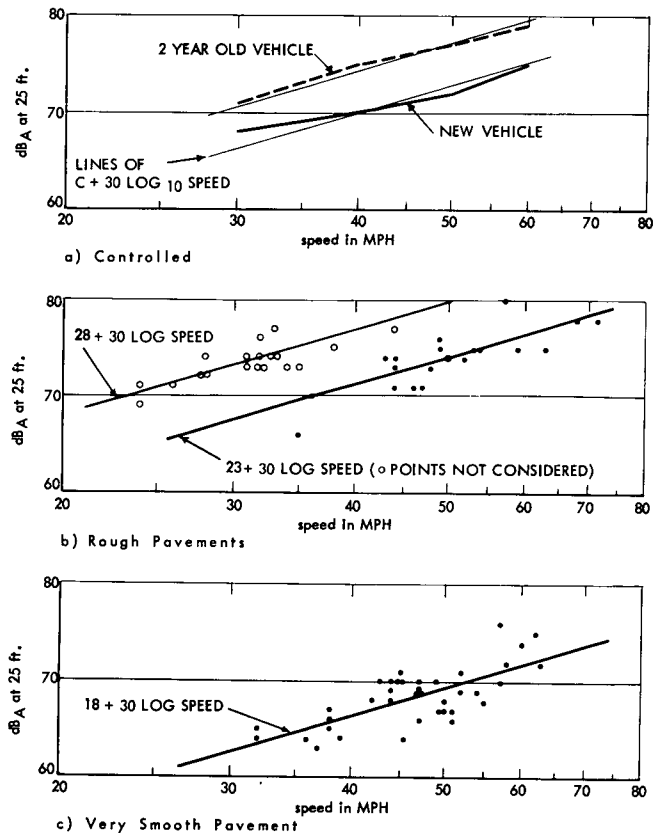 80
70
60
dB A at 25 ft.
2 YEAR OLD VEHICLE
NEW VEHICLE
LINES OF
C + 30 LOG 10 SPEED
20 30 40 50 60 70 80
speed in MPH
a) Controlled
80
70
60
dB A at 25 ft.
28 + 30 LOG SPEED
23 + 30 LOG SPEED (o POINTS NOT CONSIDERED)
20 30 40 50 60 70 80
speed in MPH
b) Rough Pavements
80
70
60
dB A at 25 ft.
18 + 30 LOG SPEED
20 30 40 50 60 70 80
speed in MPH
c) Very Smooth Pavement